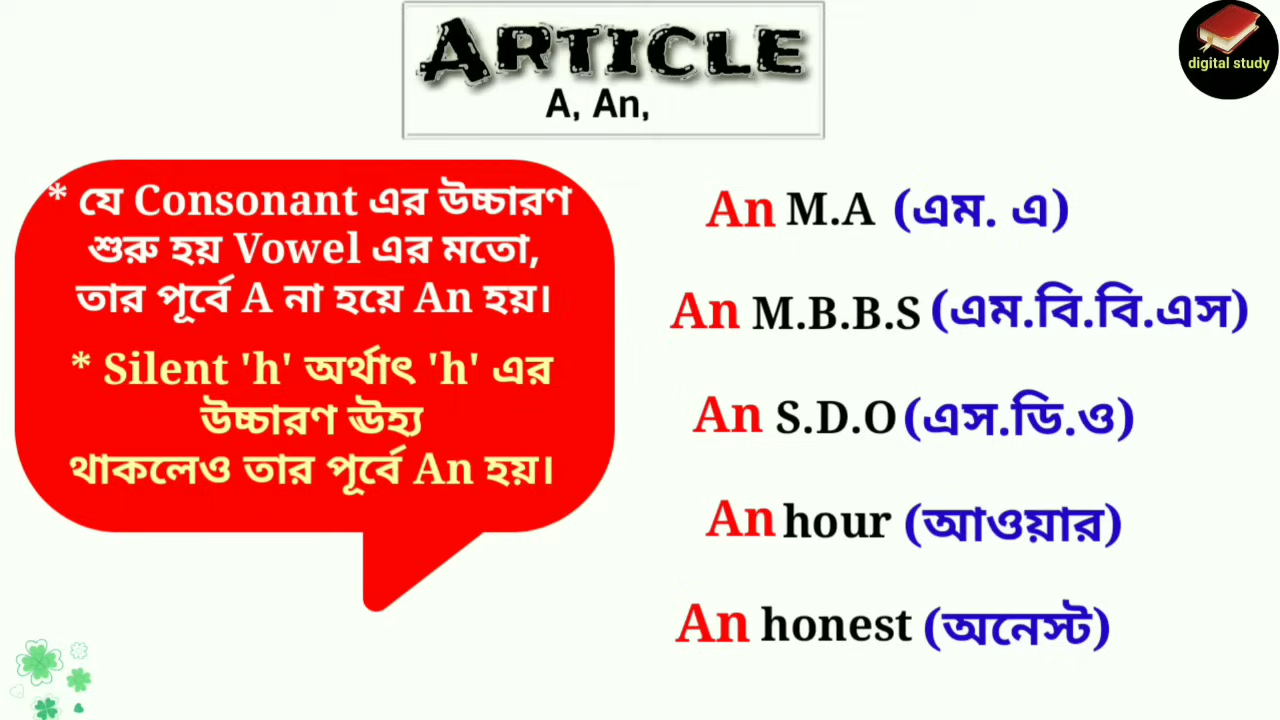 ARTICLE
A, An,
digital study
* যে Consonant এর উচ্চারণ
শুরু হয় Vowel এর মতো,
তার পূর্বে A না হয়ে An হয়।
* Silent 'h' অর্থাৎ 'h' এর
উচ্চারণ ঊহ্য
থাকলেও তার পূর্বে An হয়।
An M.A (এম. এ)
An M.B.B.S (এম.বি.বি.এস)
An S.D.O (এস.ডি.ও)
An hour (আওয়ার)
An honest (অনেস্ট)